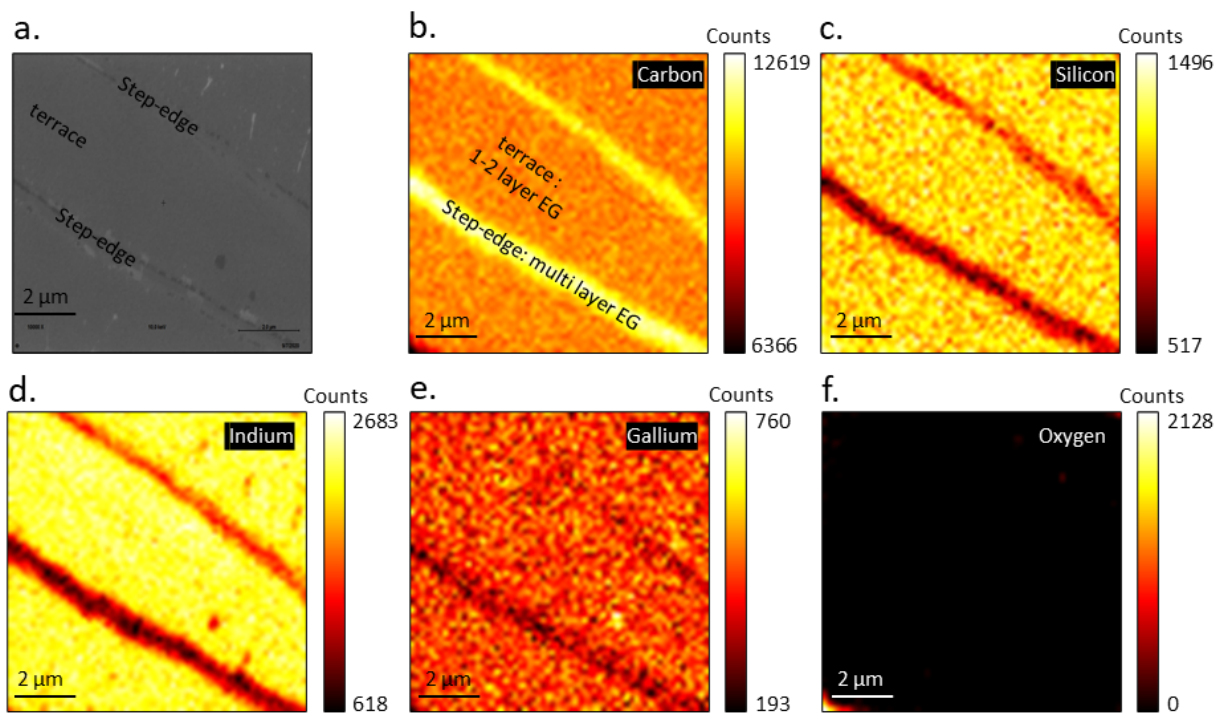 a.
Step-edge
terrace
Step-edge
2 µm
b.
Counts
Carbon
12619
terrace :
1-2 layer EG
Step-edge: multi layer EG
2 µm
6366
c.
Counts
Silicon
1496
2 µm
517
d.
Counts
Indium
2683
2 µm
618
e.
Counts
Gallium
760
2 µm
193
f.
Counts
Oxygen
2128
2 µm
0